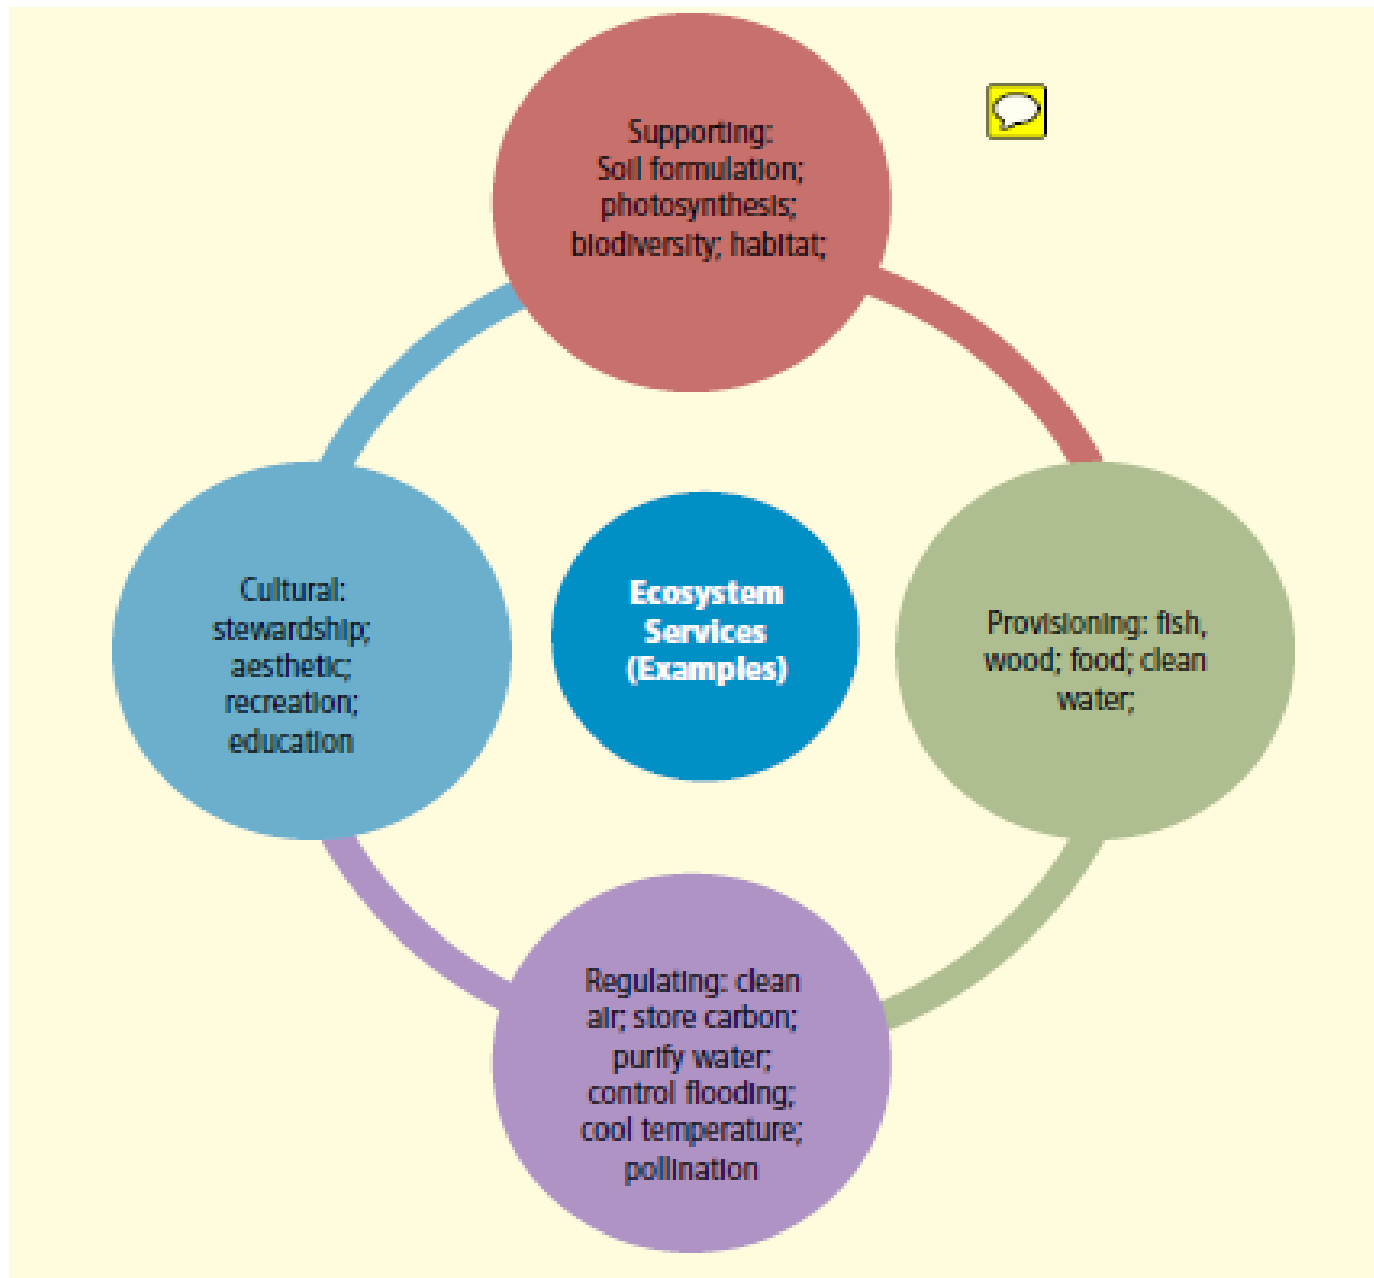 Supporting:
Soil formulation;
photosynthesis;
biodiversity; habitat;
Cultural:
stewardship;
aesthetic;
recreation;
education
Ecosystem
Services
(Examples)
Provisioning: fish,
wood; food; clean
water;
Regulating: clean
air; store carbon;
purify water;
control flooding;
cool temperature;
pollination